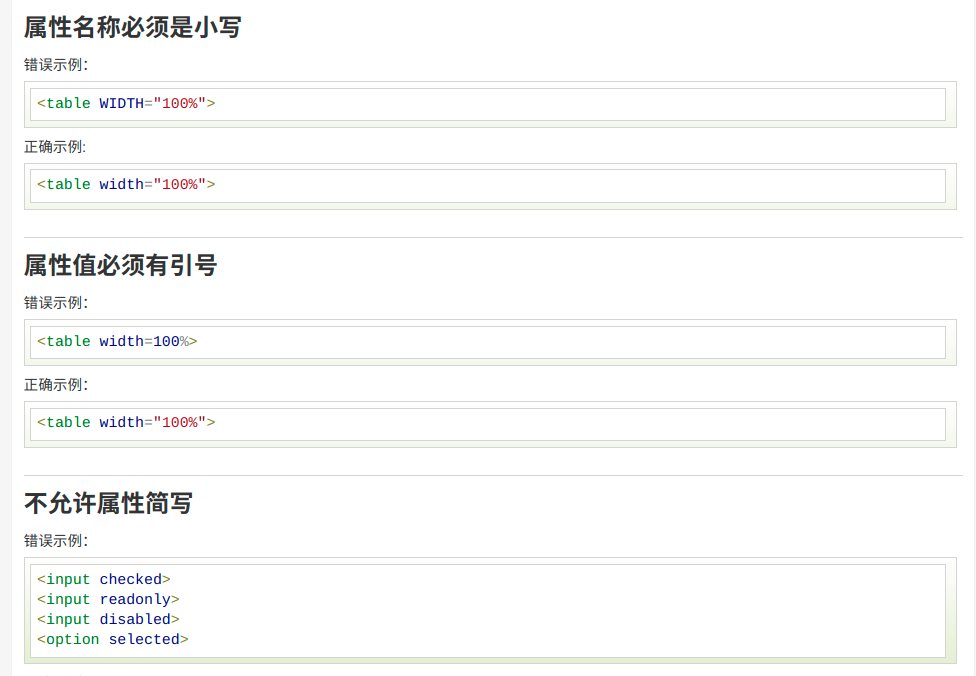 属性名称必须是小写
错误示例：
<table WIDTH="100%">
正确示例:
<table width="100%">
属性值必须有引号
错误示例：
<table width=100%>
正确示例：
<table width="100%">
不允许属性简写
错误示例：
<input checked>
<input readonly>
<input disabled>
<option selected>